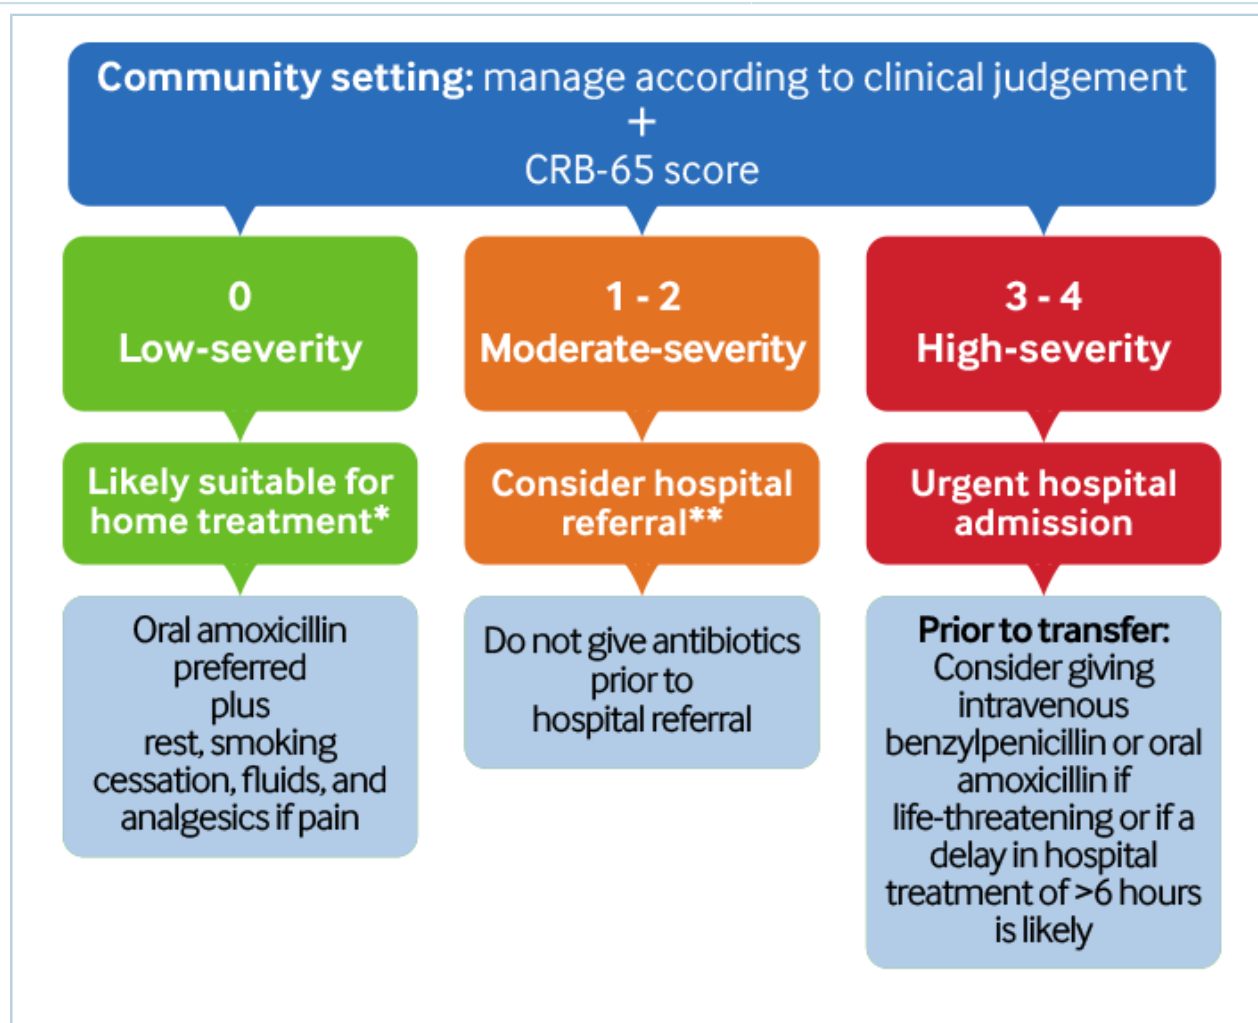 Community setting: manage according to clinical judgement
+
CRB-65 score
0
Low-severity
1 - 2
Moderate-severity
3 - 4
High-severity
Likely suitable for
home treatment*
Consider hospital
referral**
Urgent hospital
admission
Oral amoxicillin
preferred
plus
rest, smoking
cessation, fluids, and
analgesics if pain
Do not give antibiotics
prior to
hospital referral
Prior to transfer:
Consider giving
intravenous
benzylpenicillin or oral
amoxicillin if
life-threatening or if a
delay in hospital
treatment of >6 hours
is likely